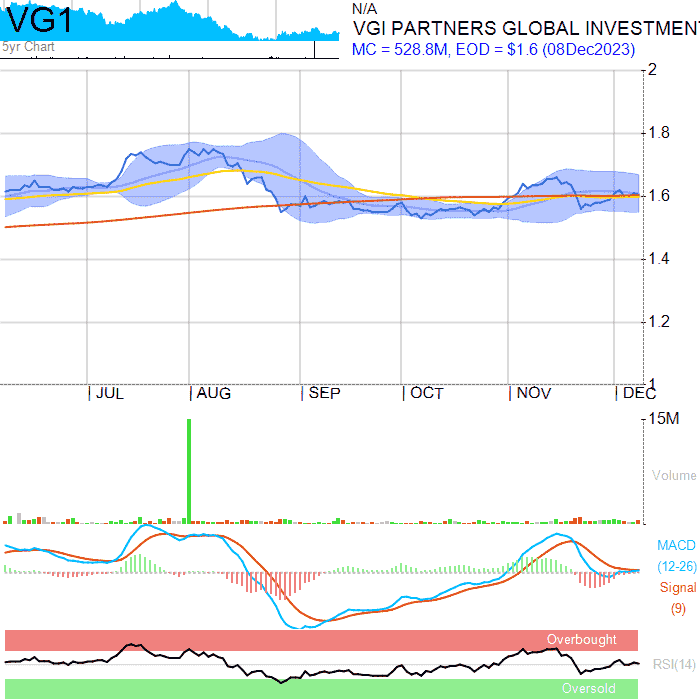 VG1
5yr Chart
N/A
VGI PARTNERS GLOBAL INVESTMEN
MC = 528.8M, EOD = $1.6 (08Dec2023)
2
1.8
1.6
1.4
1.2
1
JUL AUG SEP OCT NOV DEC
15M
Volume
MACD
(12-26)
Signal
(9)
Overbought
RSI(14)
Oversold